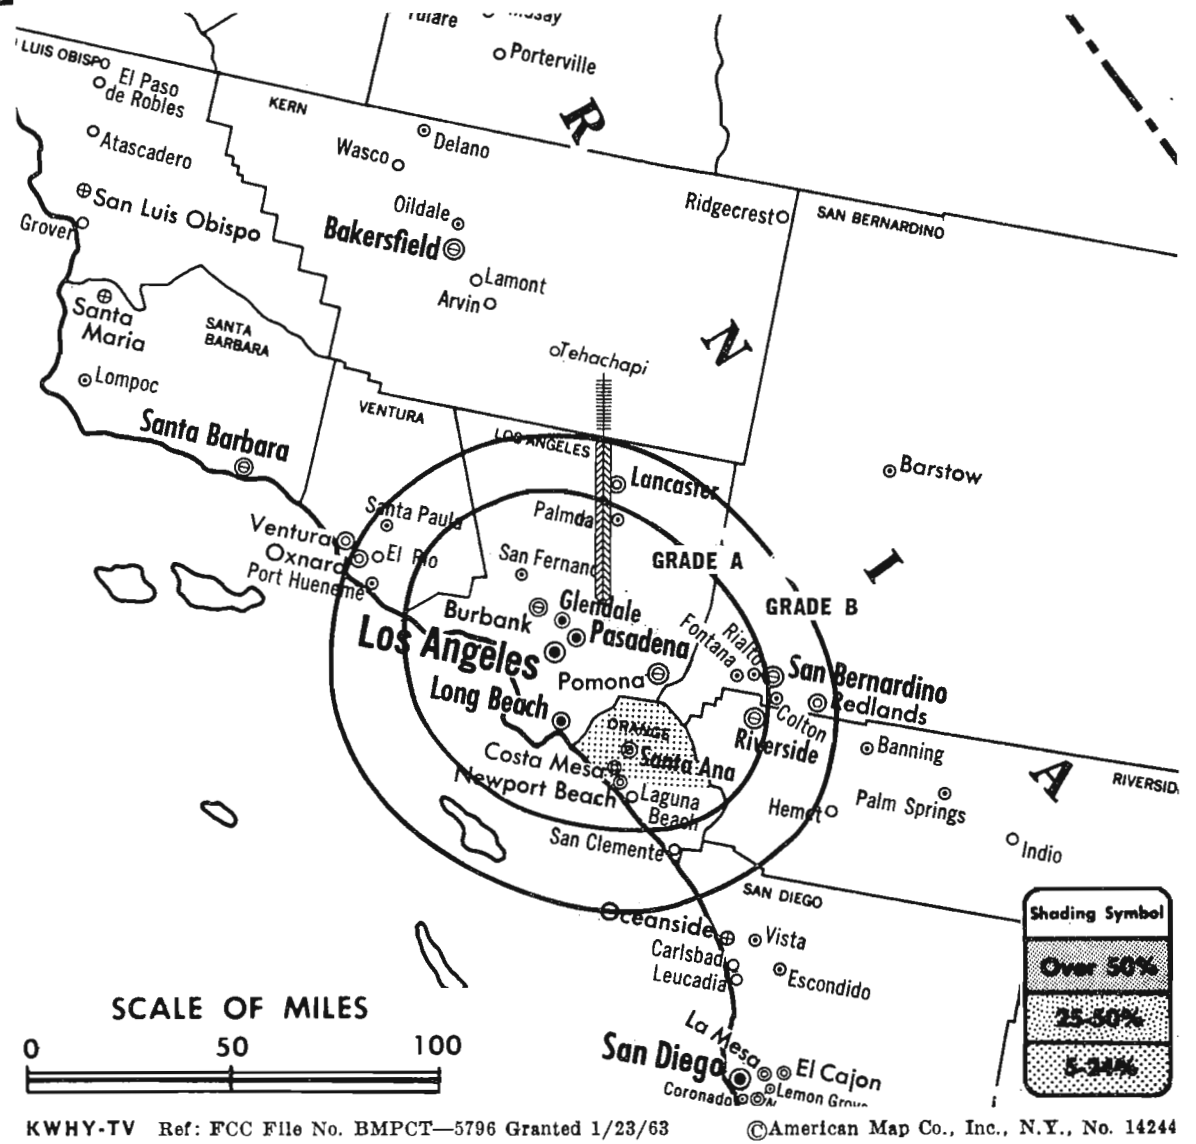 Tulare
Porterville
LUIS OBISPO
El Paso
de Robles
KERN
R
Delano
Wasco
Atascadero
San Luis Obispo
Oildale
Ridgecrest
SAN BERNARDINO
Grover
Bakersfield
Lamont
Arvin
Santa
Maria
SANTA
BARBARA
N
Tehachapi
Lompoc
VENTURA
Santa Barbara
LOS ANGELES
Lancaster
Barstow
Santa Paula
Palmda
Ventura
El Rio
San Fernand
GRADE A
I
Oxnard
Port Hueneme
GRADE B
Burbank
Glendale
Los Angeles
Pasadena
Fontana
Rialto
San Bernardino
Pomona
Long Beach
Redlands
Colton
ORANGE
Riverside
Banning
Costa Mesa
Santa Ana
A
RIVERSID
Newport Beach
Laguna
Beach
Hemet
Palm Springs
San Clemente
Indio
SAN DIEGO
Oceanside
Vista
Carlsbad
Leucadia
Escondido
Shading Symbol
Over 50%
25-50%
5-24%
SCALE OF MILES
0 50 100
La Mesa
San Diego
El Cajon
Lemon Grov
Coronado
N
KWHY-TV Ref: FCC File No. BMPCT—5796 Granted 1/23/63 ©American Map Co., Inc., N.Y., No. 14244